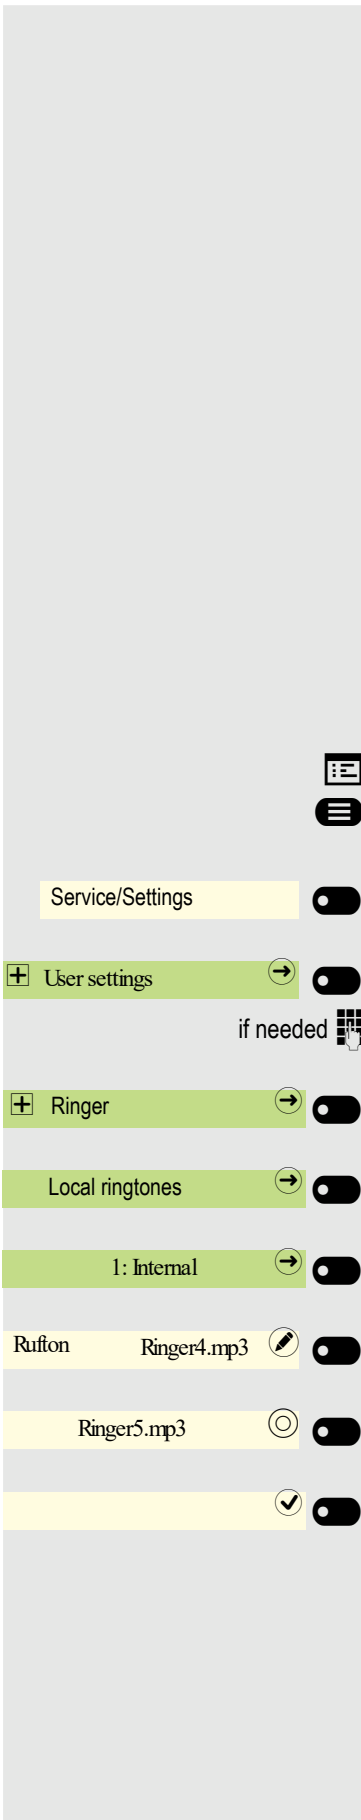 Service/Settings
User settings
if needed
Ringer
Local ringtones
1: Internal
Rufton Ringer4.mp3
Ringer5.mp3